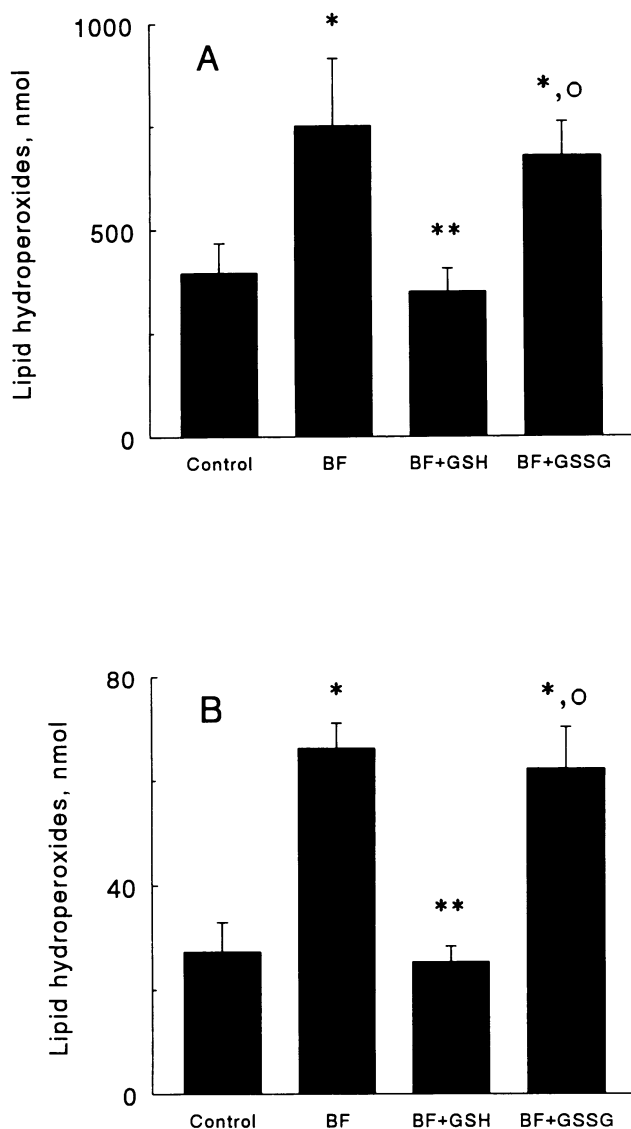 1000
*
A
*,○
Lipid hydroperoxides, nmol
500
**
0
Control BF BF+GSH BF+GSSG
80
*
*,○
B
Lipid hydroperoxides, nmol
40
**
0
Control BF BF+GSH BF+GSSG